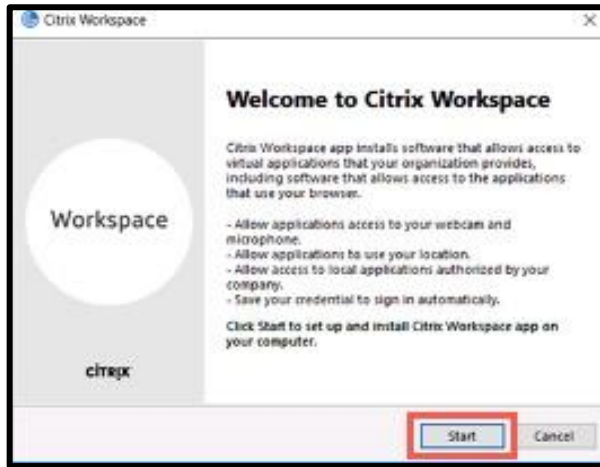 Citrix Workspace
Welcome to Citrix Workspace
Citrix Workspace app installs software that allows access to
virtual applications that your organization provides,
including software that allows access to the applications
that use your browser.
Workspace
- Allow applications access to your webcam and
microphone.
- Allow applications to use your location.
- Allow access to local applications authorized by your
company.
- Save your credential to sign in automatically.
Click Start to set up and install Citrix Workspace app on
your computer.
citrix
Start
Cancel